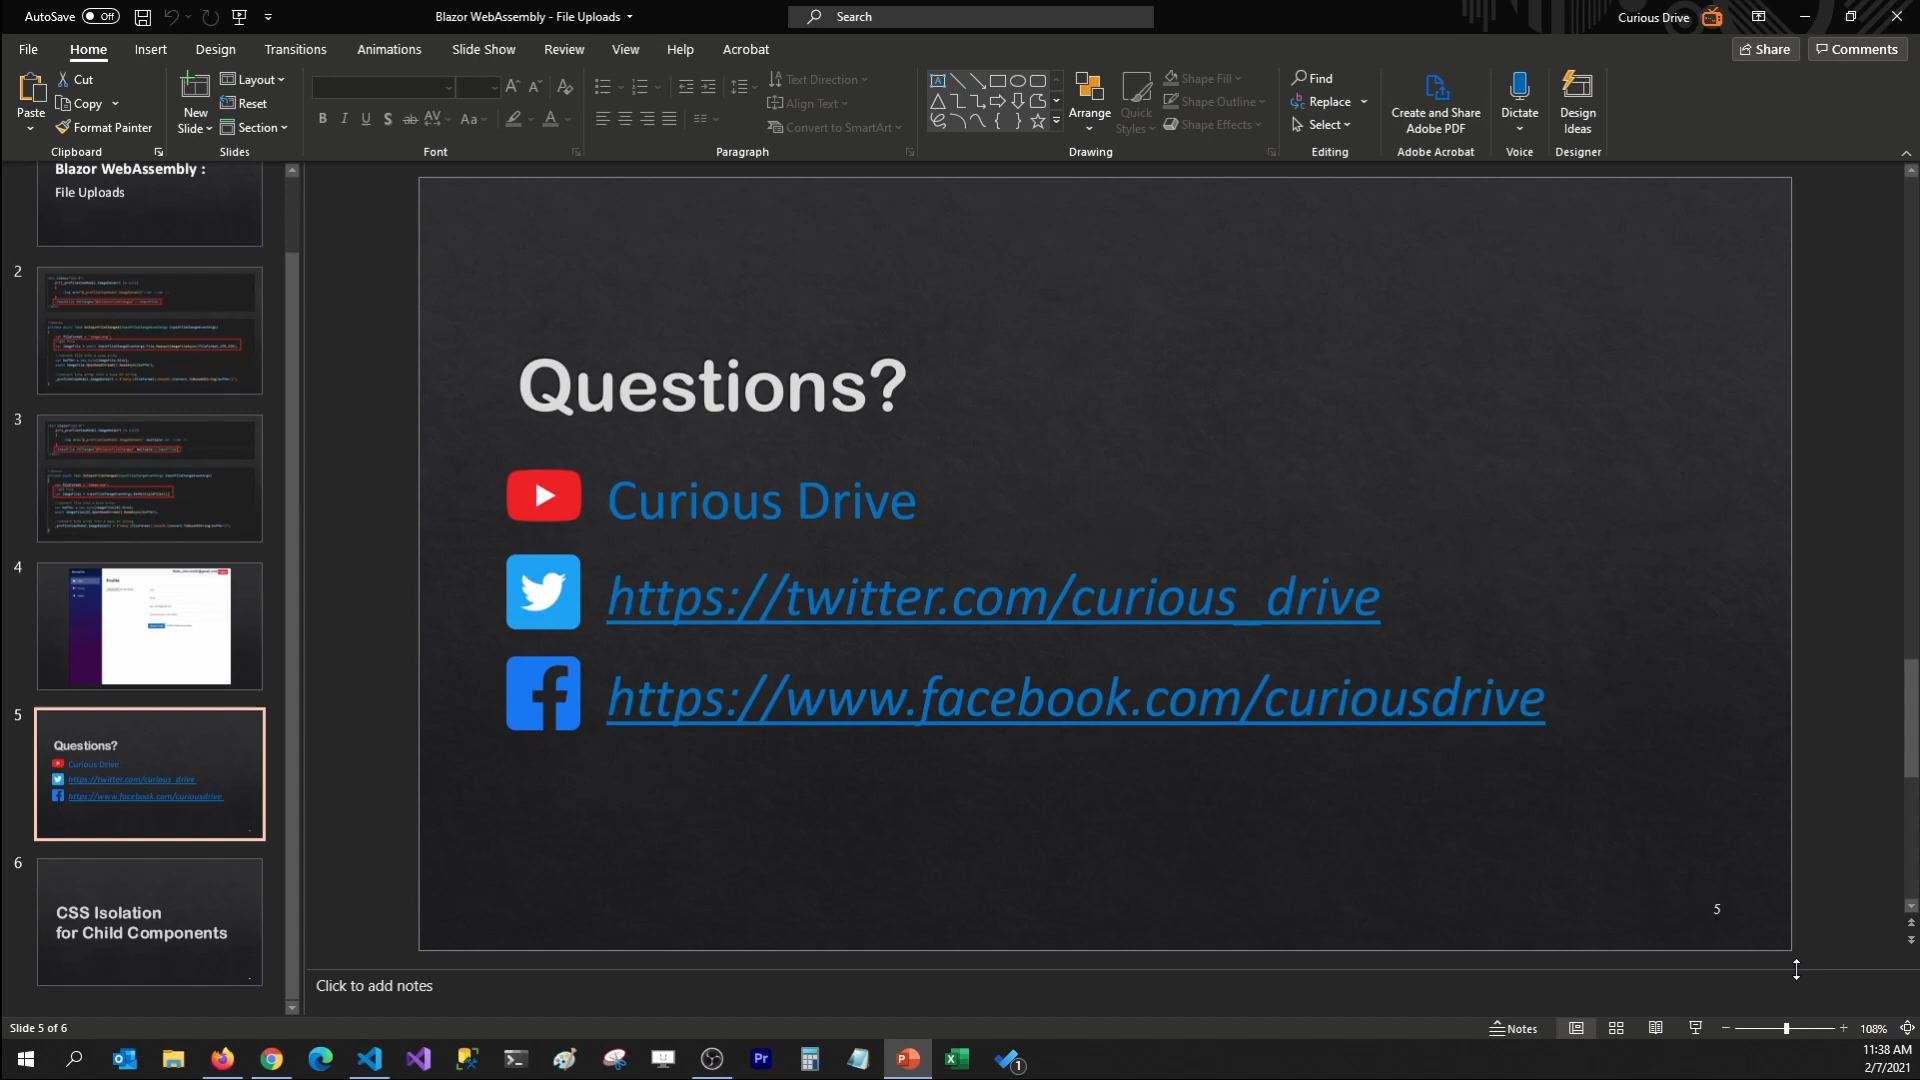 AutoSave Off
Blazor WebAssembly - File Uploads
Search
Curious Drive
File Home Insert Design Transitions Animations Slide Show Review View Help Acrobat
Share Comments
Paste
Cut
Copy
Format Painter
Clipboard
New
Slide
Layout
Reset
Section
Slides
Font
Text Direction
Align Text
Convert to SmartArt
Paragraph
Arrange
Quick
Styles
Shape Fill
Shape Outline
Shape Effects
Drawing
Find
Replace
Select
Editing
Create and Share
Adobe PDF
Adobe Acrobat
Dictate
Voice
Design
Ideas
Designer
Blazor WebAssembly :
File Uploads
2
3
4
Profile
5
Questions?
Curious Drive
https://twitter.com/curious_drive
https://www.facebook.com/curiousdrive
6
CSS Isolation
for Child Components
Questions?
Curious Drive
https://twitter.com/curious_drive
https://www.facebook.com/curiousdrive
5
Click to add notes
Slide 5 of 6
Notes
108%
11:38 AM
2/7/2021